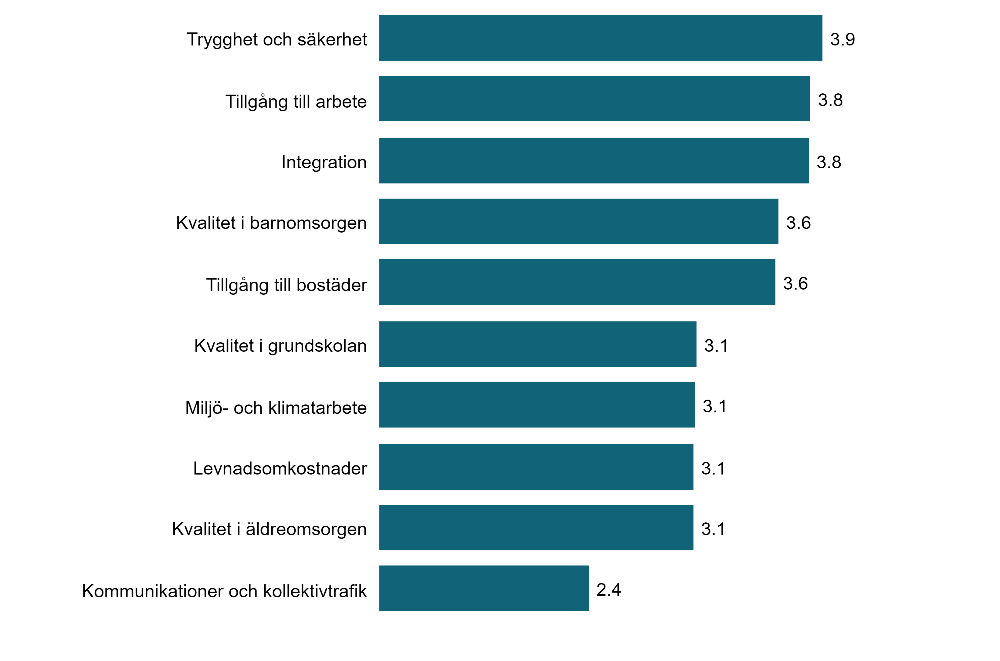 Trygghet och säkerhet 3.9
Tillgång till arbete 3.8
Integration 3.8
Kvalitet i barnomsorgen 3.6
Tillgång till bostäder 3.6
Kvalitet i grundskolan 3.1
Miljö- och klimatarbete 3.1
Levnadsomkostnader 3.1
Kvalitet i äldreomsorgen 3.1
Kommunikationer och kollektivtrafik 2.4